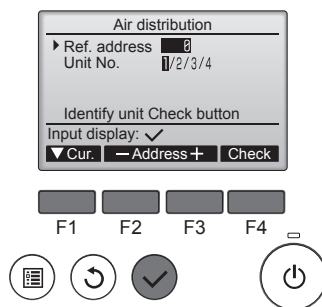 Air distribution
Ref. address 0
Unit No. 1/2/3/4
Identify unit Check button
Input display: ✓
▼ Cur. − Address + Check
F1 F2 F3 F4